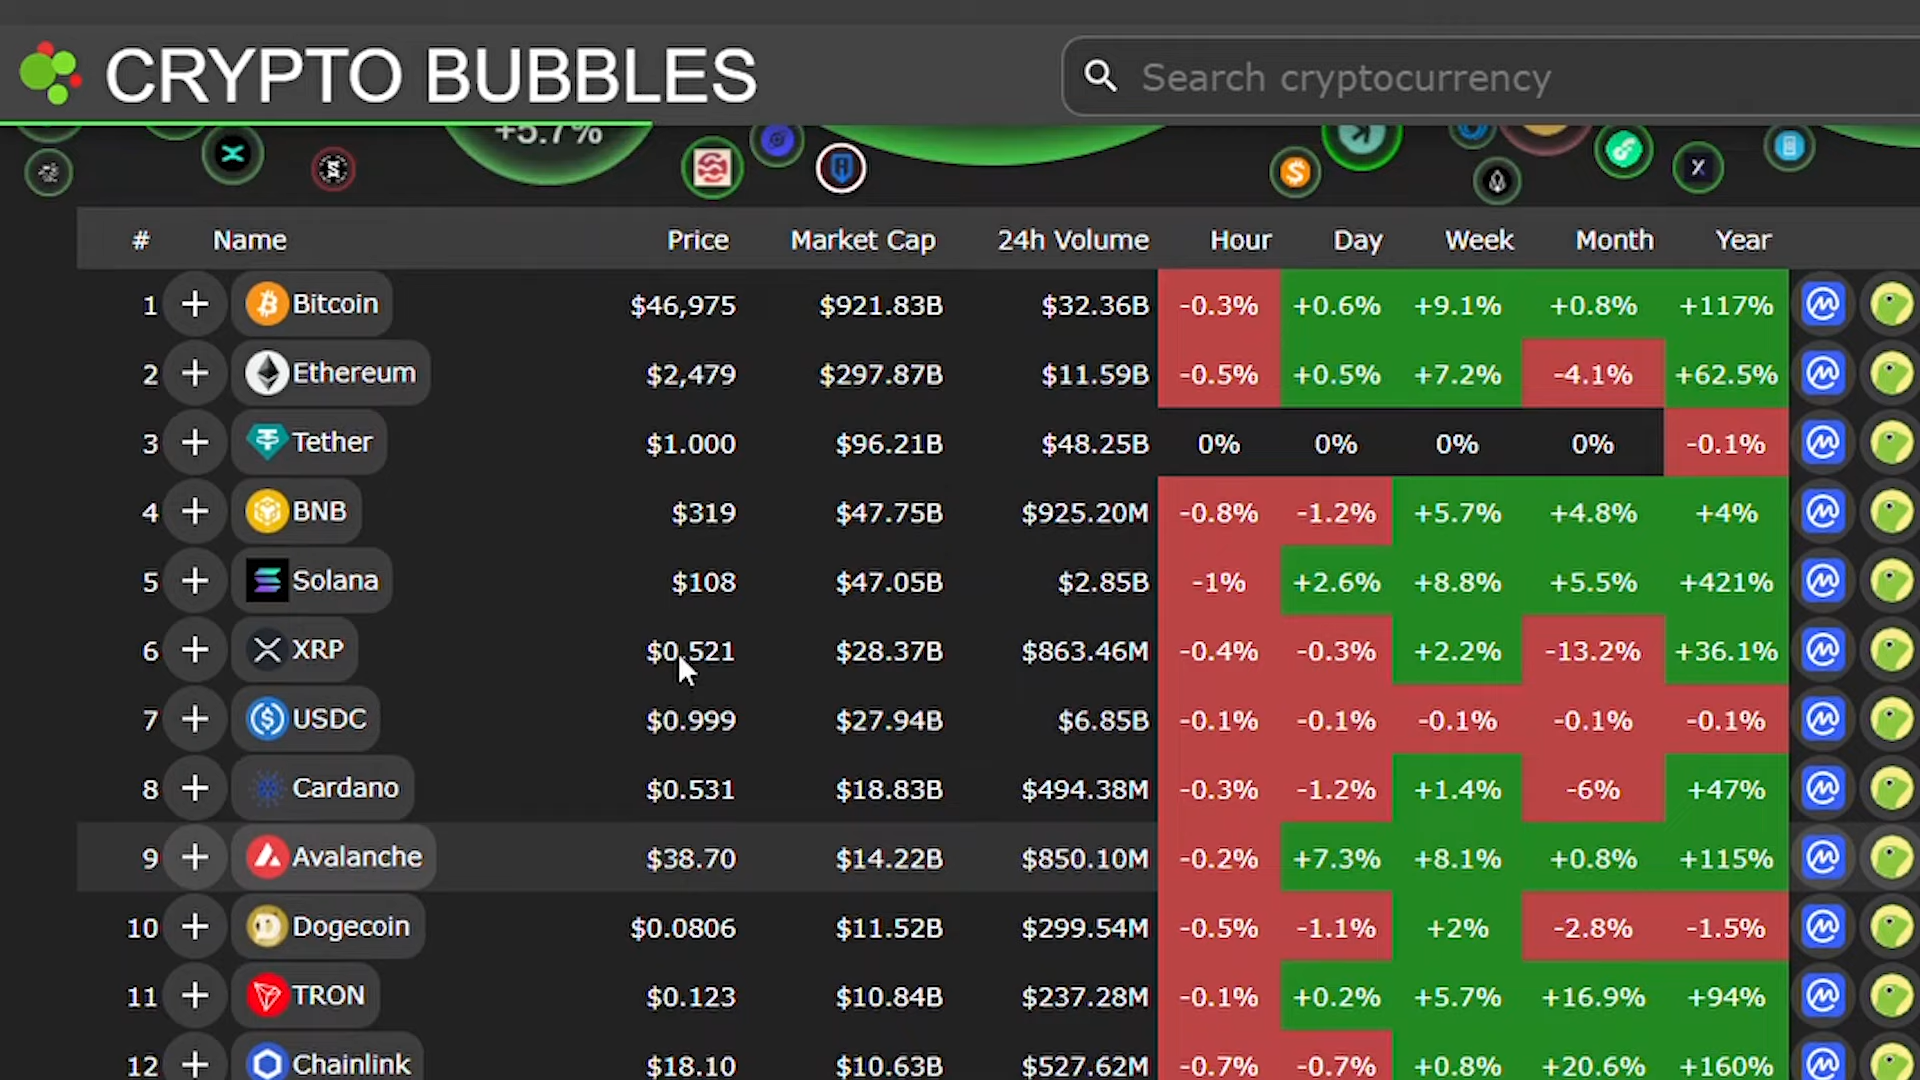 CRYPTO BUBBLES Search cryptocurrency
+5.7%
# Name Price Market Cap 24h Volume Hour Day Week Month Year
1 + Bitcoin $46,975 $921.83B $32.36B -0.3% +0.6% +9.1% +0.8% +117%
2 + Ethereum $2,479 $297.87B $11.59B -0.5% +0.5% +7.2% -4.1% +62.5%
3 + Tether $1.000 $96.21B $48.25B 0% 0% 0% 0% -0.1%
4 + BNB $319 $47.75B $925.20M -0.8% -1.2% +5.7% +4.8% +4%
5 + Solana $108 $47.05B $2.85B -1% +2.6% +8.8% +5.5% +421%
6 + XRP $0.521 $28.37B $863.46M -0.4% -0.3% +2.2% -13.2% +36.1%
7 + USDC $0.999 $27.94B $6.85B -0.1% -0.1% -0.1% -0.1% -0.1%
8 + Cardano $0.531 $18.83B $494.38M -0.3% -1.2% +1.4% -6% +47%
9 + Avalanche $38.70 $14.22B $850.10M -0.2% +7.3% +8.1% +0.8% +115%
10 + Dogecoin $0.0806 $11.52B $299.54M -0.5% -1.1% +2% -2.8% -1.5%
11 + TRON $0.123 $10.84B $237.28M -0.1% +0.2% +5.7% +16.9% +94%
12 + Chainlink $18.10 $10.63B $527.62M -0.7% -0.7% +0.8% +20.6% +160%